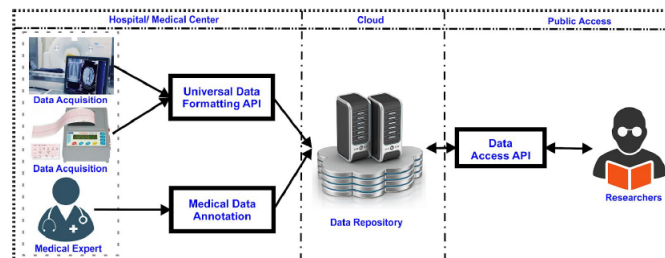 Hospital/ Medical Center
Cloud
Public Access
Data Acquisition
Universal Data
Formatting API
Data Acquisition
Medical Expert
Medical Data
Annotation
Data Repository
Data
Access API
Researchers